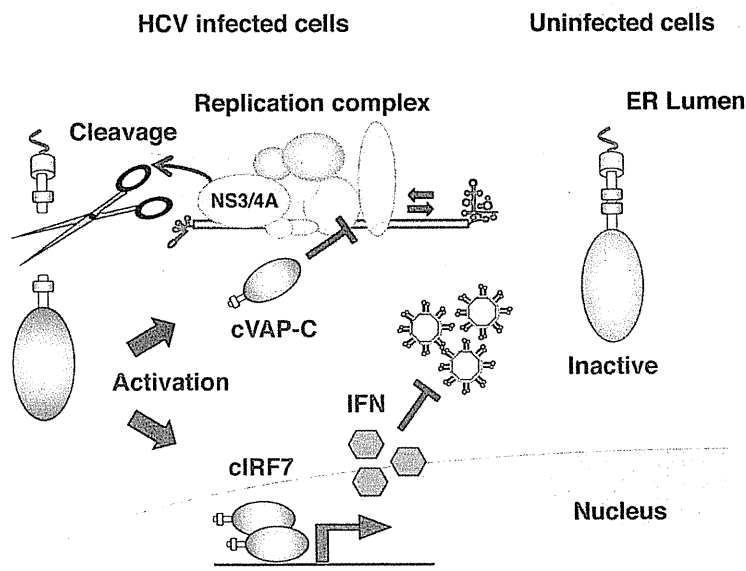 HCV infected cells
Uninfected cells
Replication complex
ER Lumen
Cleavage
NS3/4A
cVAP-C
Inactive
Activation
IFN
cIRF7
Nucleus